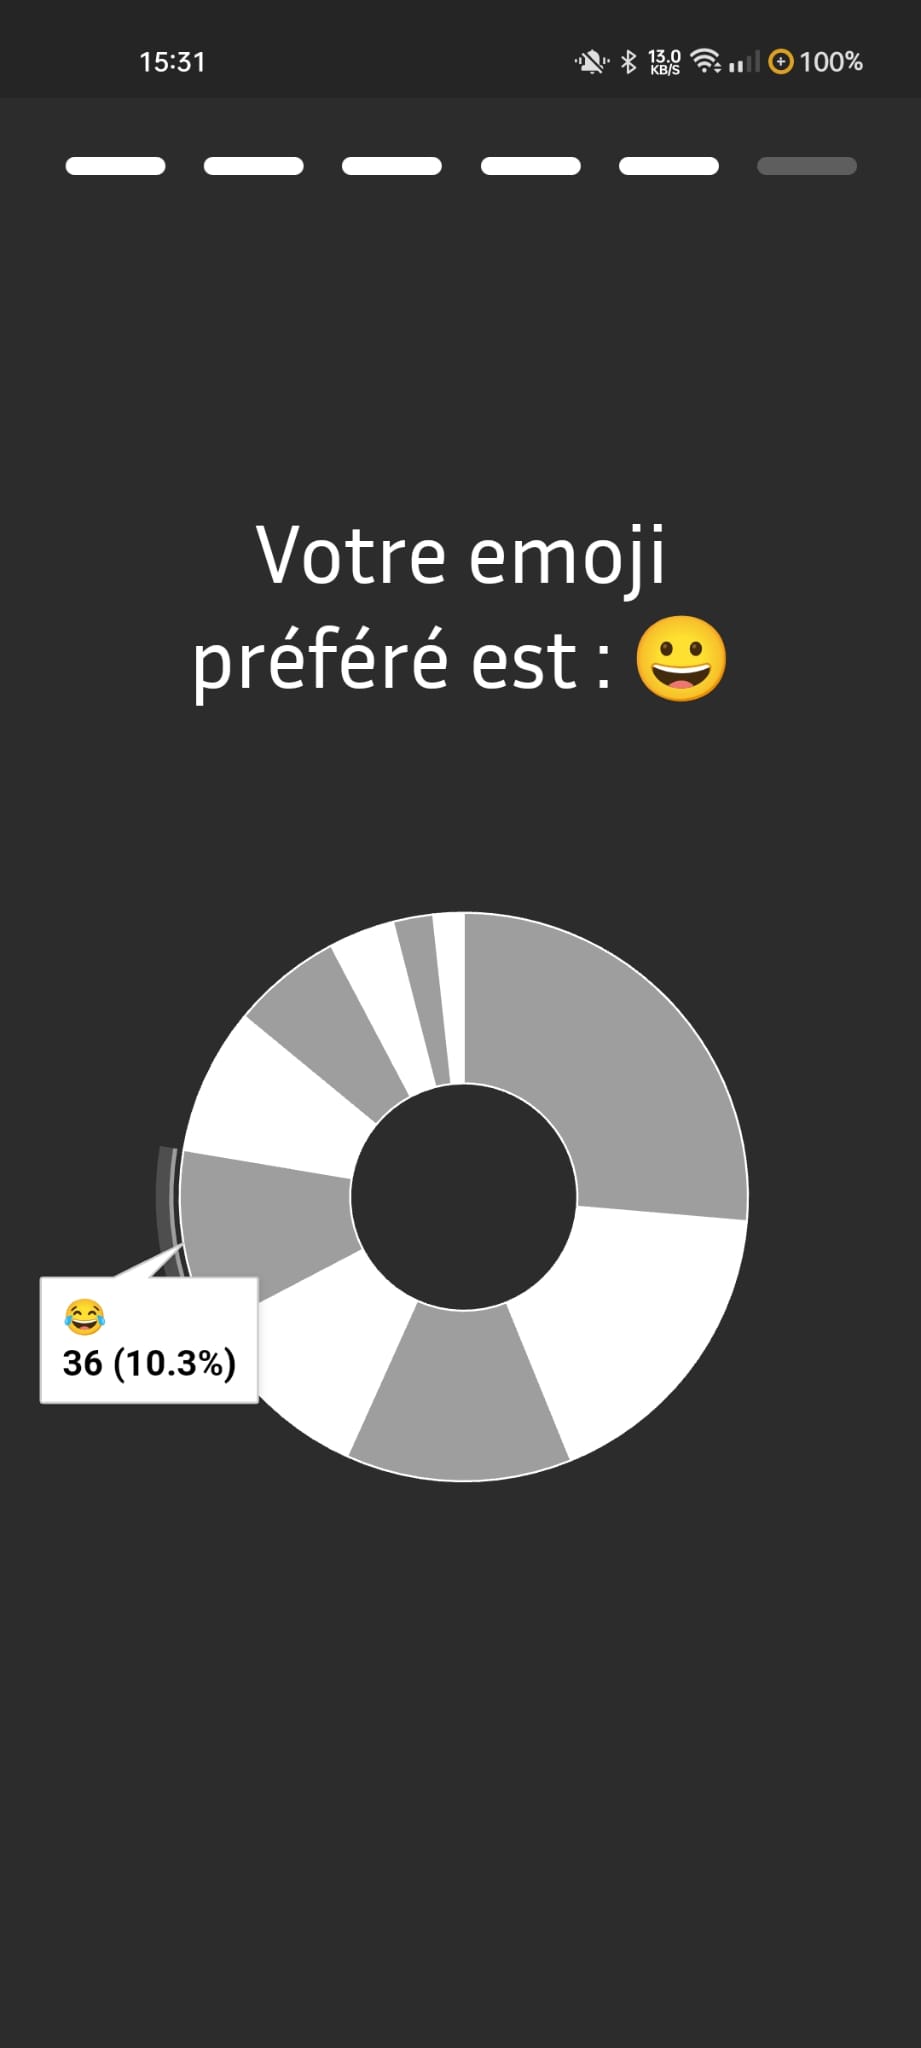 15:31
13.0
KB/S
100%
Votre emoji
préféré est : 😀
😂
36 (10.3%)